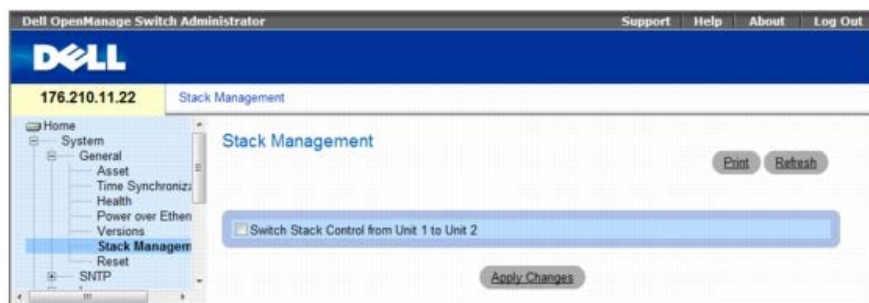 Dell OpenManage Switch Administrator
Support Help About Log Out
DELL
176.210.11.22
Stack Management
Home
System
General
Asset
Time Synchroniz
Health
Power over Ethern
Versions
Stack Managem
Reset
SNTP
Stack Management
Print
Refresh
Switch Stack Control from Unit 1 to Unit 2
Apply Changes